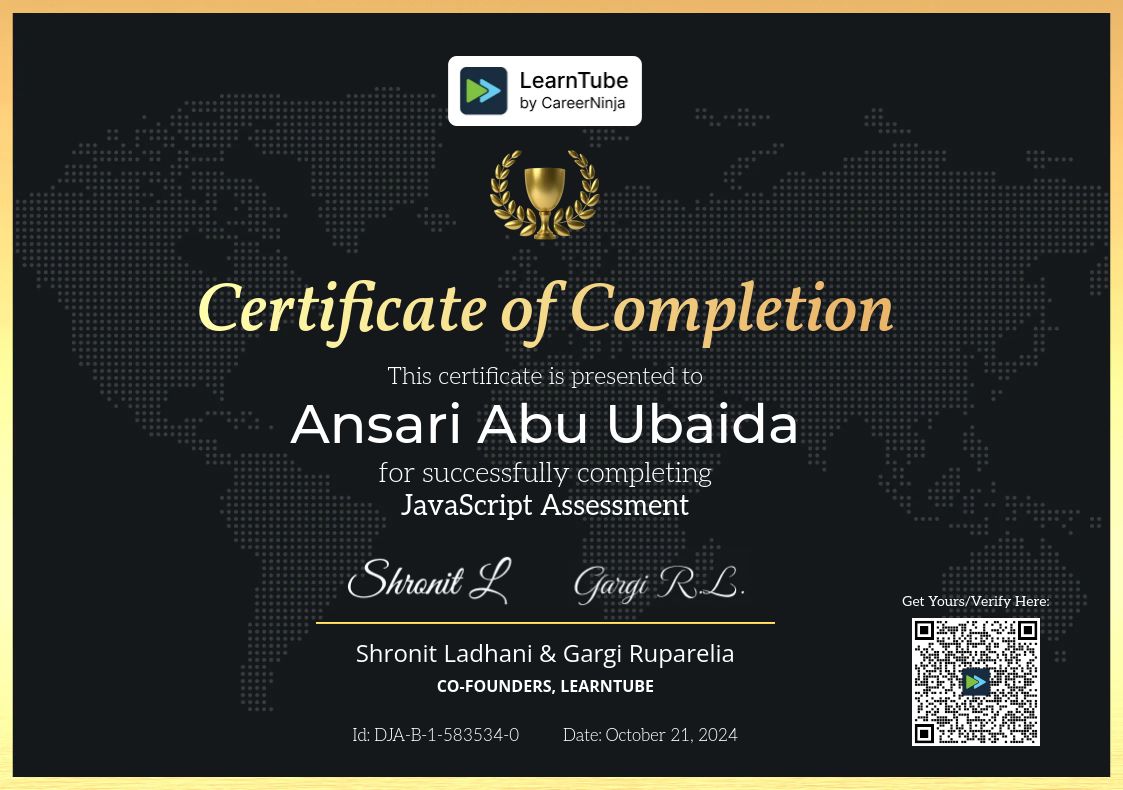 LearnTube
by CareerNinja
Certificate of Completion
This certificate is presented to
Ansari Abu Ubaida
for successfully completing
JavaScript Assessment
Shronit L
Gargi R.L.
Shronit Ladhani & Gargi Ruparelia
CO-FOUNDERS, LEARNTUBE
Id: DJA-B-1-583534-0
Date: October 21, 2024
Get Yours/Verify Here: